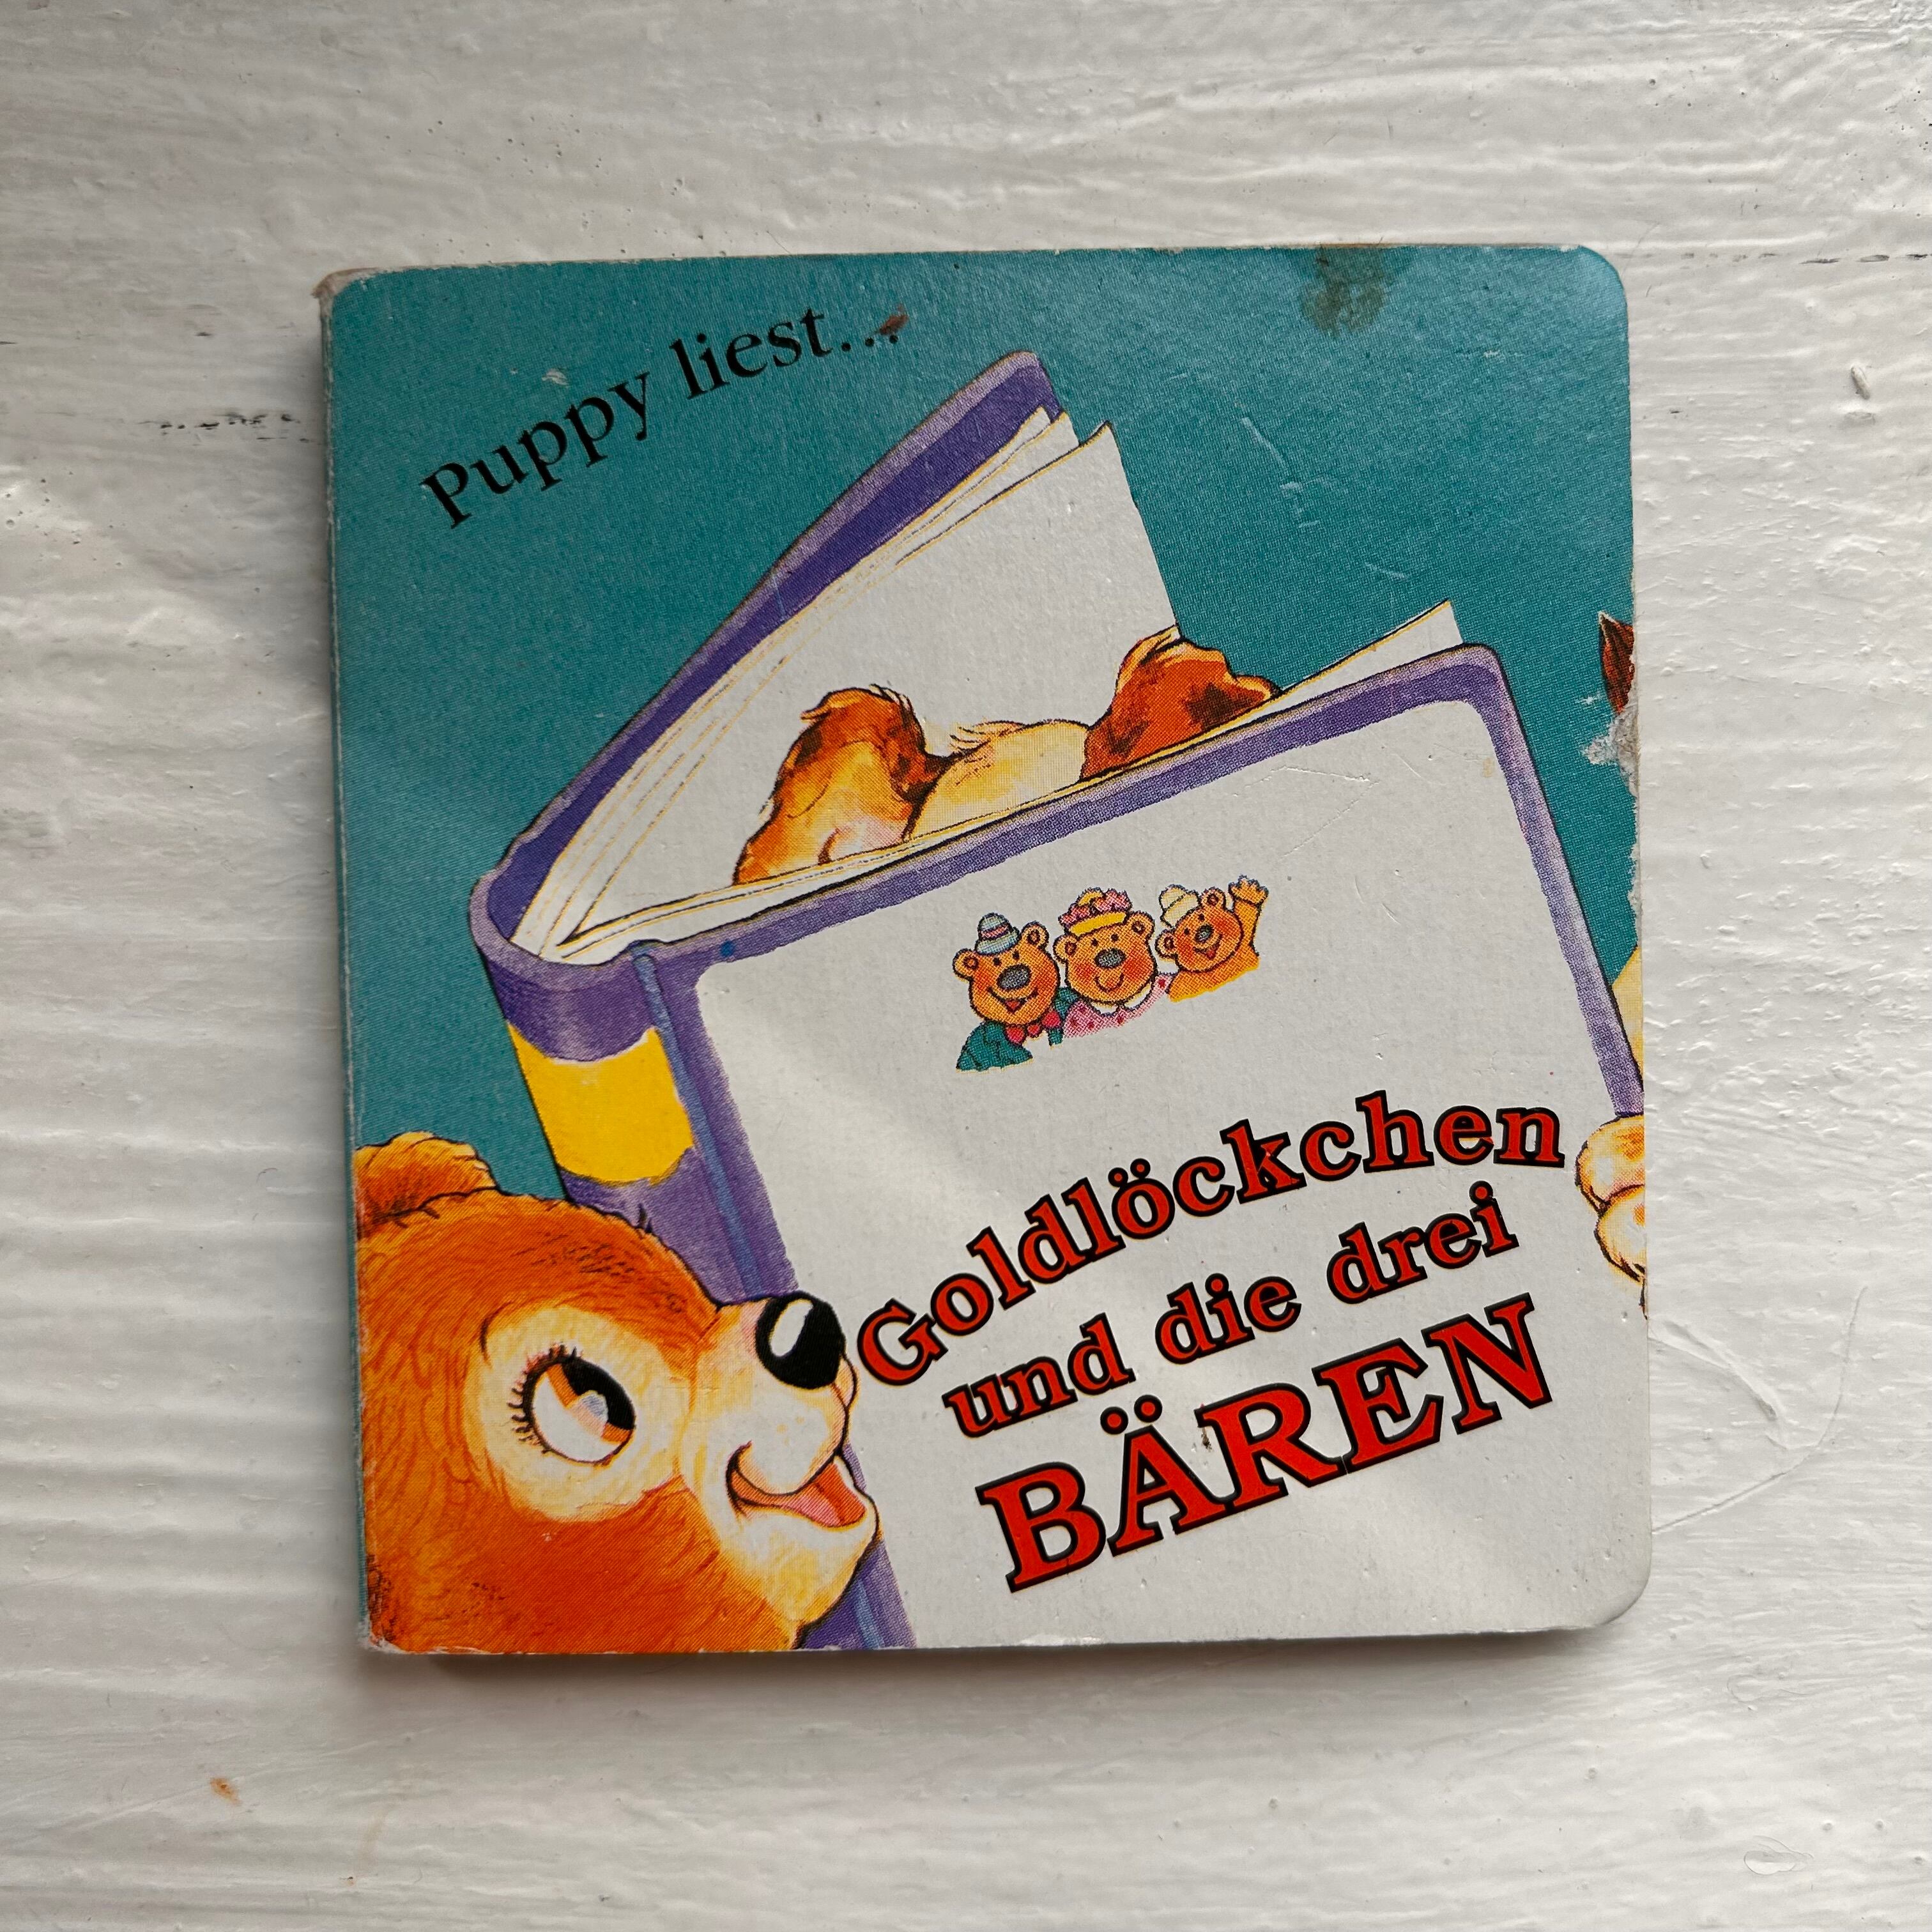 Puppy liest...
Goldlöckchen
und die drei
BÄREN